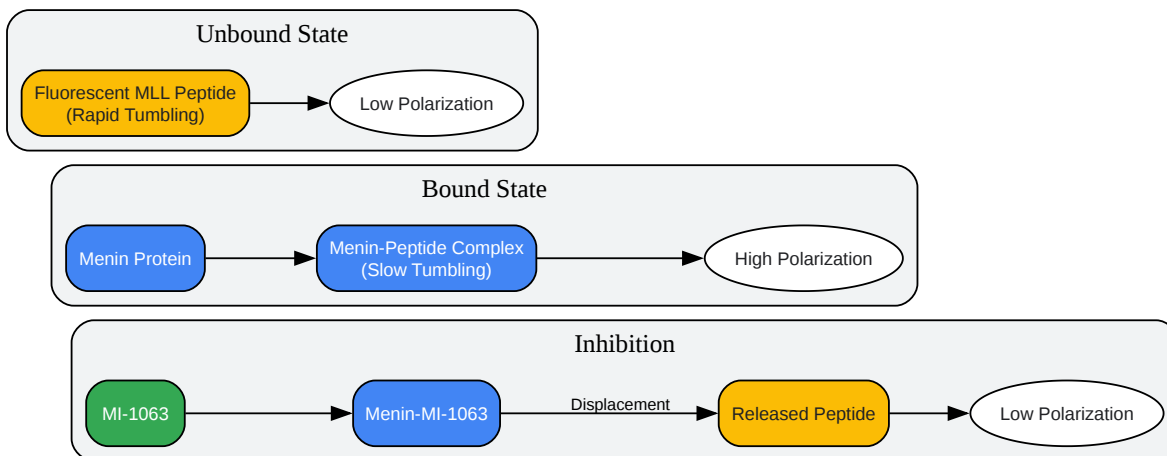 Unbound State
Fluorescent MLL Peptide
(Rapid Tumbling)
Low Polarization
Bound State
Menin Protein
Menin-Peptide Complex
(Slow Tumbling)
High Polarization
Inhibition
MI-1063
Menin-MI-1063
Displacement
Released Peptide
Low Polarization